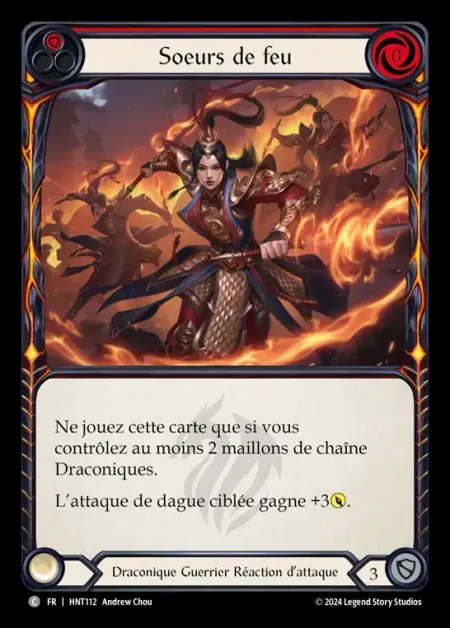 Soeurs de feu
0
Ne jouez cette carte que si vous
contrôlez au moins 2 maillons de chaîne
Draconiques.
L'attaque de dague ciblée gagne +3.
Draconique Guerrier Réaction d'attaque
3
C FR | HNT112 Andrew Chou
© 2024 Legend Story Studios